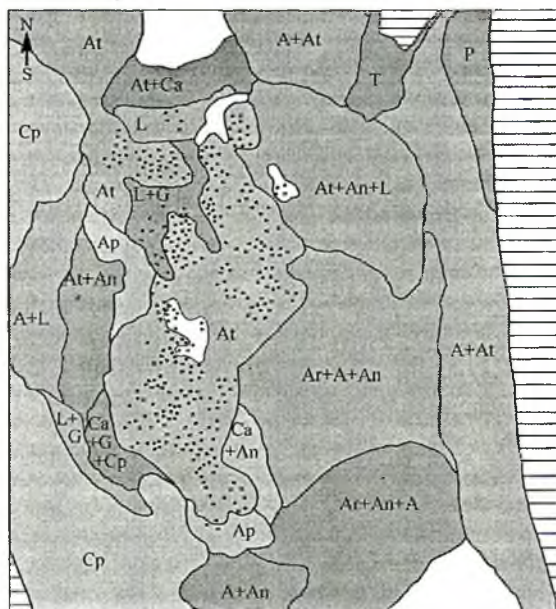 N
S
At
A+At
P
At+Ca
T
Cp
L
At+An+L
At
L+G
Ap
At+An
A+L
At
A+At
Ar+A+An
L+
G
Ca
+G
+Cp
Ca
+An
Ar+An+A
Ap
Cp
A+An